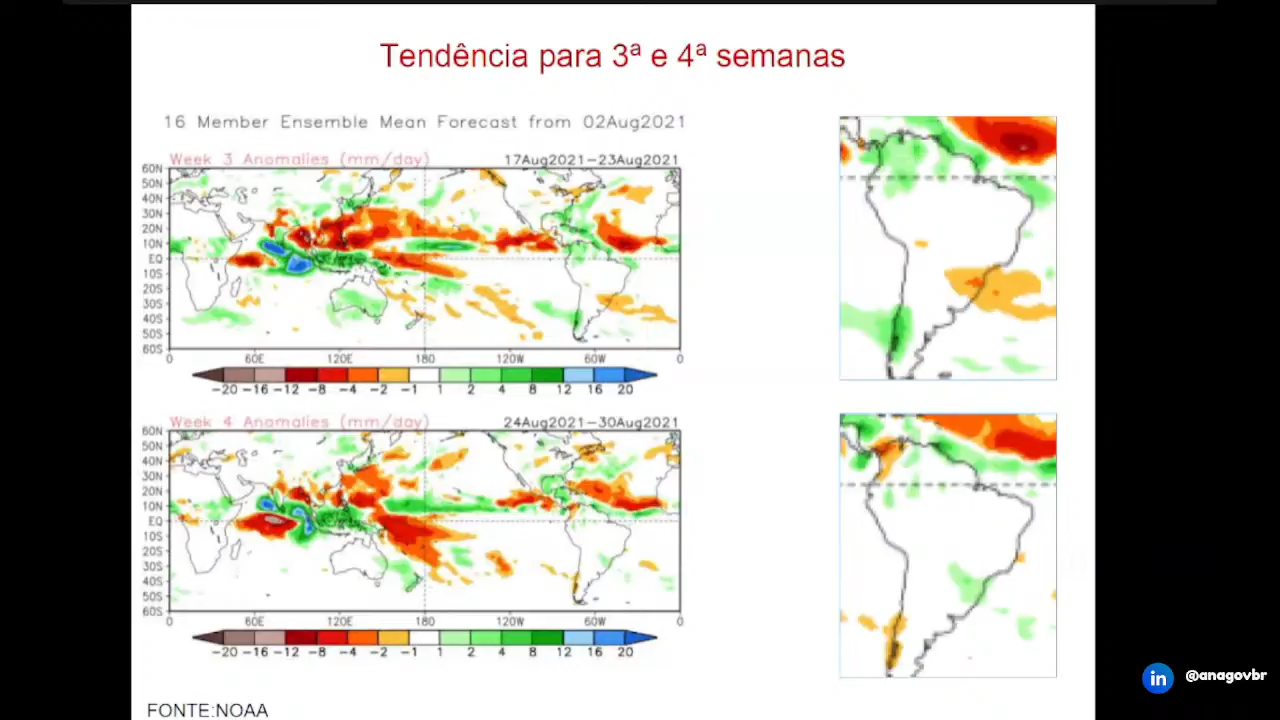 Tendência para 3ª e 4ª semanas
16 Member Ensemble Mean Forecast from 02Aug2021
Week 3 Anomalies (mm/day) 17Aug2021-23Aug2021
60N
50N
40N
30N
20N
10N
EQ
10S
20S
30S
40S
50S
60S
0 60E 120E 180 120W 60W 0
-20 -16 -12 -8 -4 -2 -1 1 2 4 8 12 16 20
Week 4 Anomalies (mm/day) 24Aug2021-30Aug2021
60N
50N
40N
30N
20N
10N
EQ
10S
20S
30S
40S
50S
60S
0 60E 120E 180 120W 60W 0
-20 -16 -12 -8 -4 -2 -1 1 2 4 8 12 16 20
in @anagovbr
FONTE:NOAA